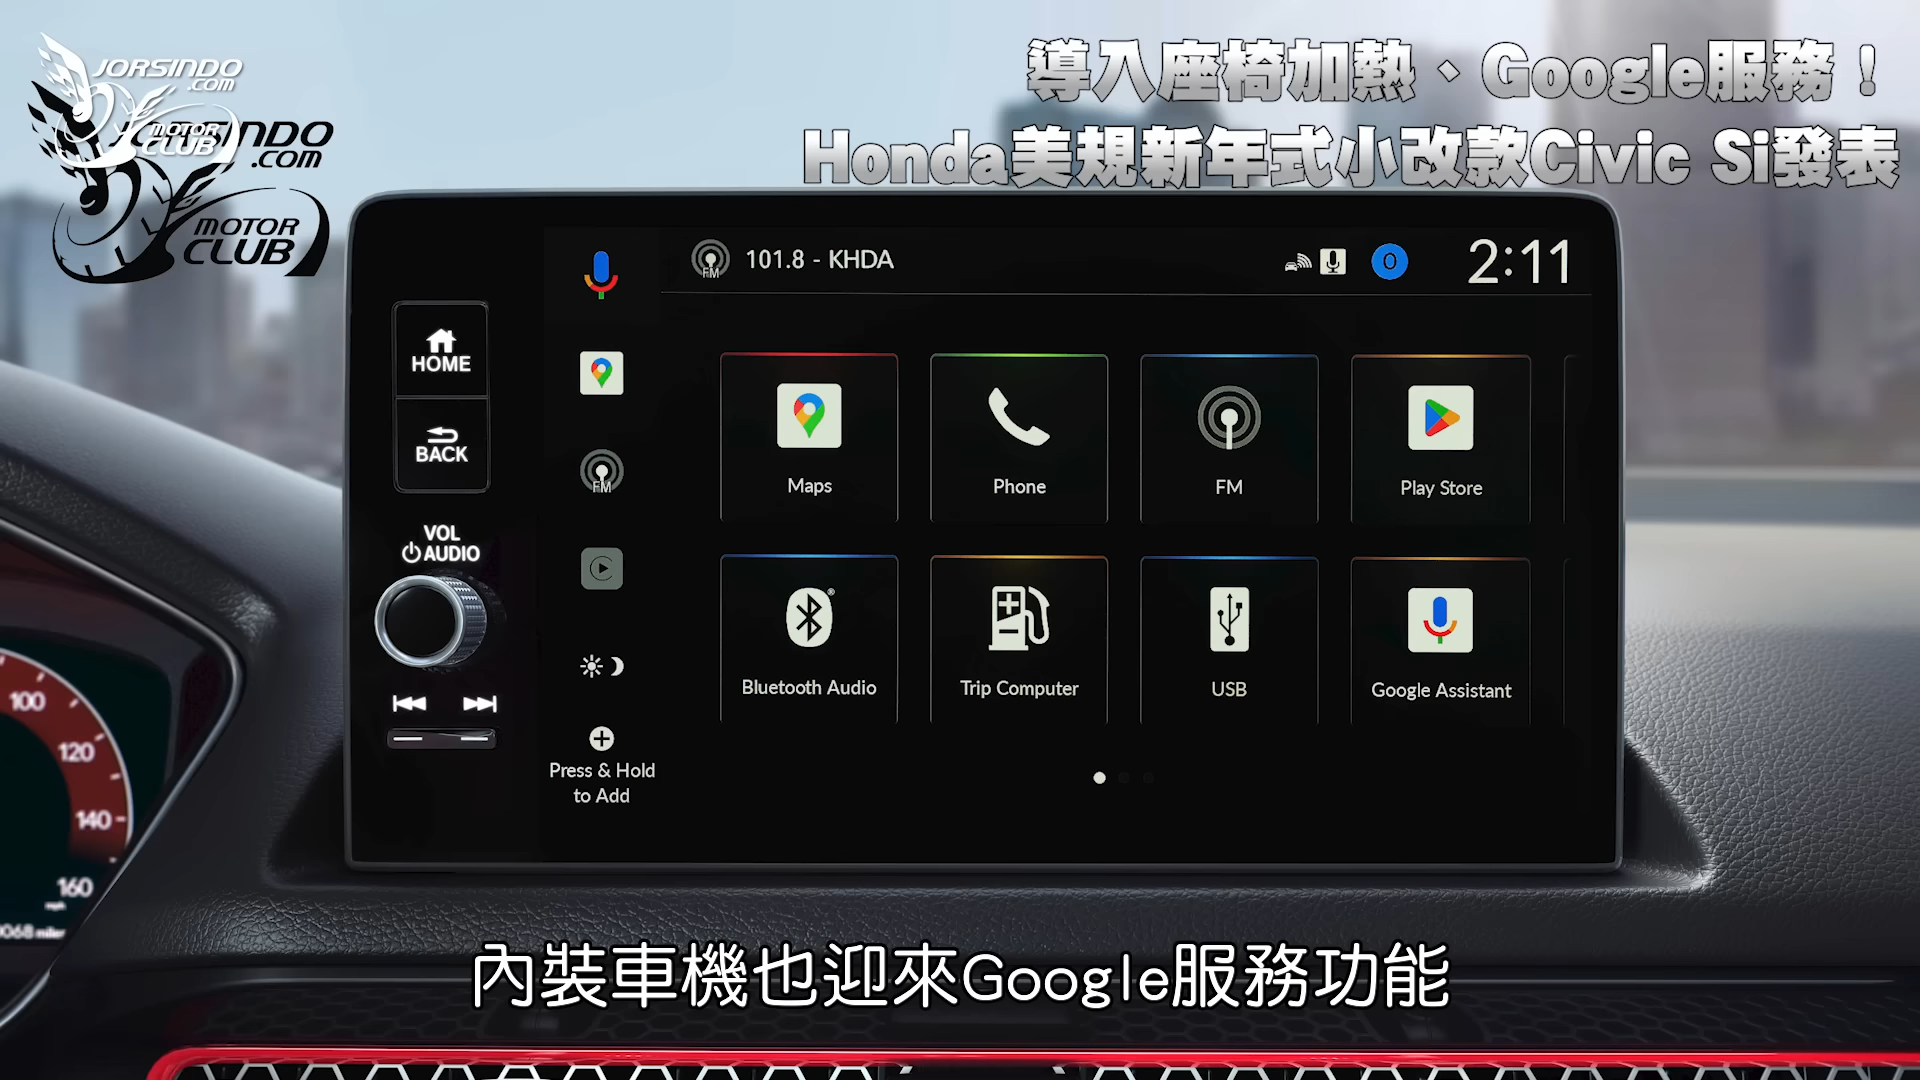 JORSINDO
.com
MOTOR
CLUB
JORSINDO
.com
MOTOR
CLUB
導入座椅加熱、Google服務！
Honda美規新年式小改款Civic Si發表
FM
101.8 - KHDA
O
2:11
HOME
BACK
VOL
AUDIO
FM
Press & Hold
to Add
Maps
Phone
FM
Play Store
Bluetooth Audio
Trip Computer
USB
Google Assistant
100
120
140
160
mph
內裝車機也迎來Google服務功能